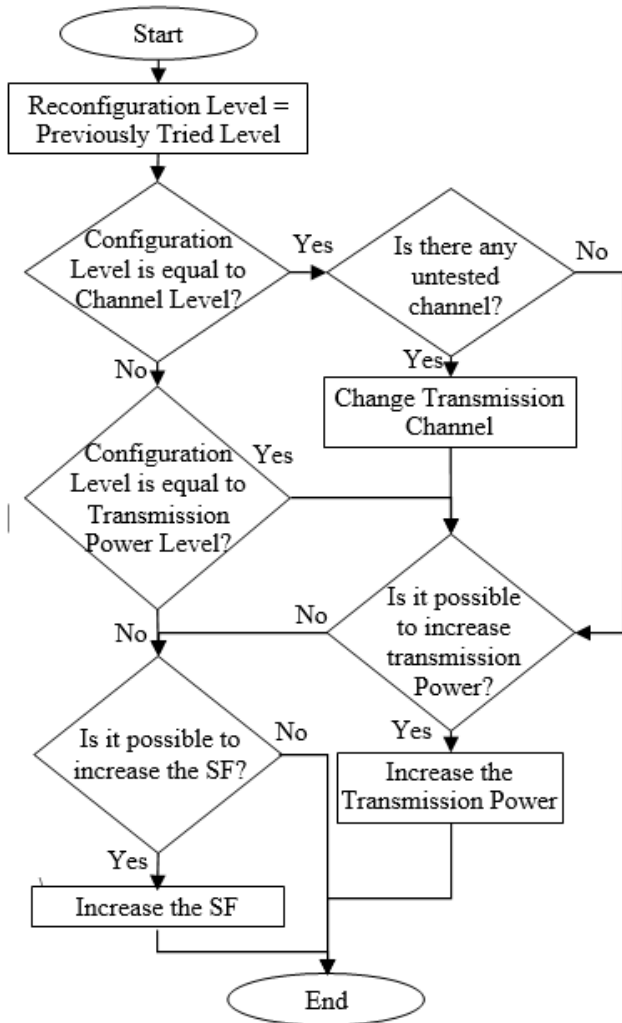 Start
Reconfiguration Level =
Previously Tried Level
Configuration
Level is equal to
Channel Level?
Yes
Is there any
untested
channel?
No
No
Yes
Change Transmission
Channel
Configuration
Level is equal to
Transmission
Power Level?
Yes
Is it possible
to increase
transmission
Power?
No
No
Is it possible to
increase the SF?
No
Yes
Increase the
Transmission Power
Yes
Increase the SF
End